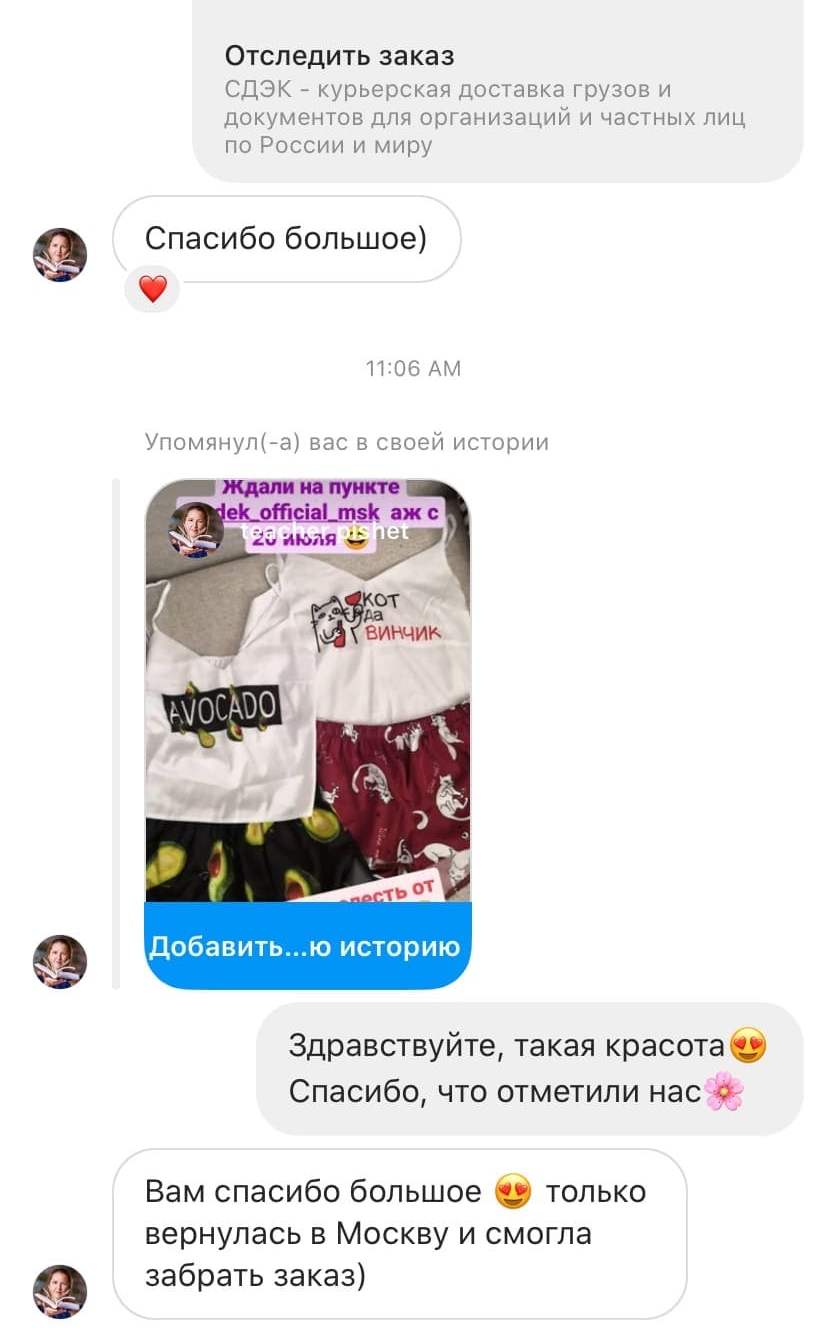 Отследить заказ
СДЭК - курьерская доставка грузов и
документов для организаций и частных лиц
по России и миру
Спасибо большое)
11:06 AM
Упомянул(-а) вас в своей истории
Ждали на пункте
dek_official_msk аж с
20 июля
teacher_pishet
КОТ
да
ВИНЧИК
AVOCADO
от
Добавить...ю историю
Здравствуйте, такая красота
Спасибо, что отметили нас
Вам спасибо большое только
вернулась в Москву и смогла
забрать заказ)